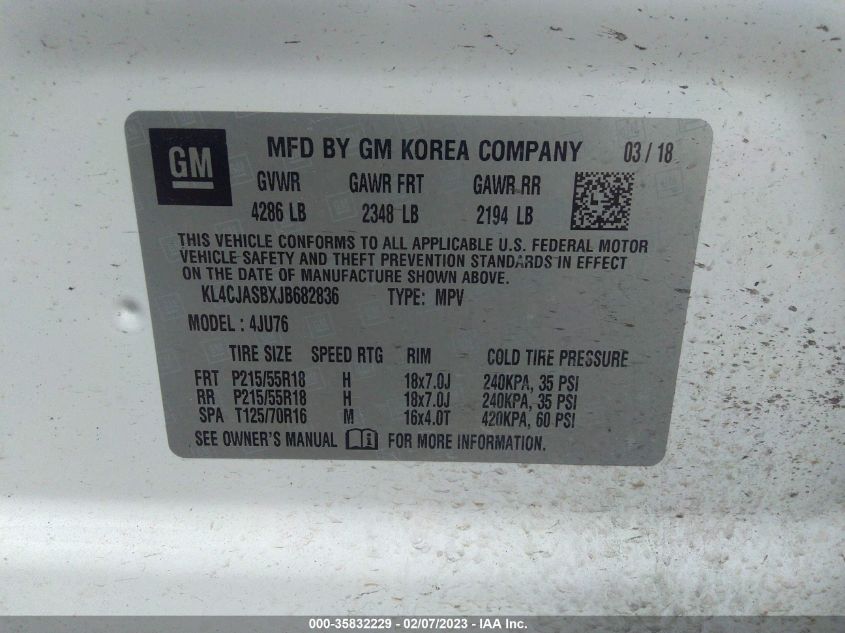 GM
MFD BY GM KOREA COMPANY 03 / 18
GVWR GAWR FRT GAWR RR
4286 LB 2348 LB 2194 LB
THIS VEHICLE CONFORMS TO ALL APPLICABLE U.S. FEDERAL MOTOR
VEHICLE SAFETY AND THEFT PREVENTION STANDARDS IN EFFECT
ON THE DATE OF MANUFACTURE SHOWN ABOVE.
KL4CJASBXJB682836 TYPE: MPV
MODEL : 4JU76
TIRE SIZE SPEED RTG RIM COLD TIRE PRESSURE
FRT P215/55R18 H 18x7.0J 240KPA, 35 PSI
RR P215/55R18 H 18x7.0J 240KPA, 35 PSI
SPA T125/70R16 M 16x4.0T 420KPA, 60 PSI
SEE OWNER'S MANUAL FOR MORE INFORMATION.
000-35832229 - 02/07/2023 - IAA Inc.